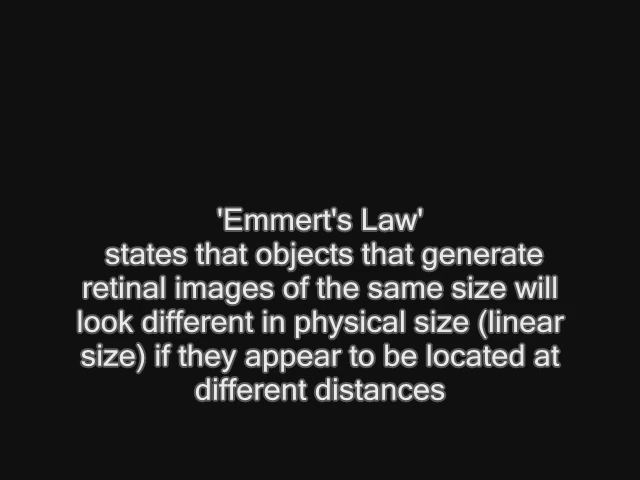 'Emmert's Law'
states that objects that generate
retinal images of the same size will
look different in physical size (linear
size) if they appear to be located at
different distances